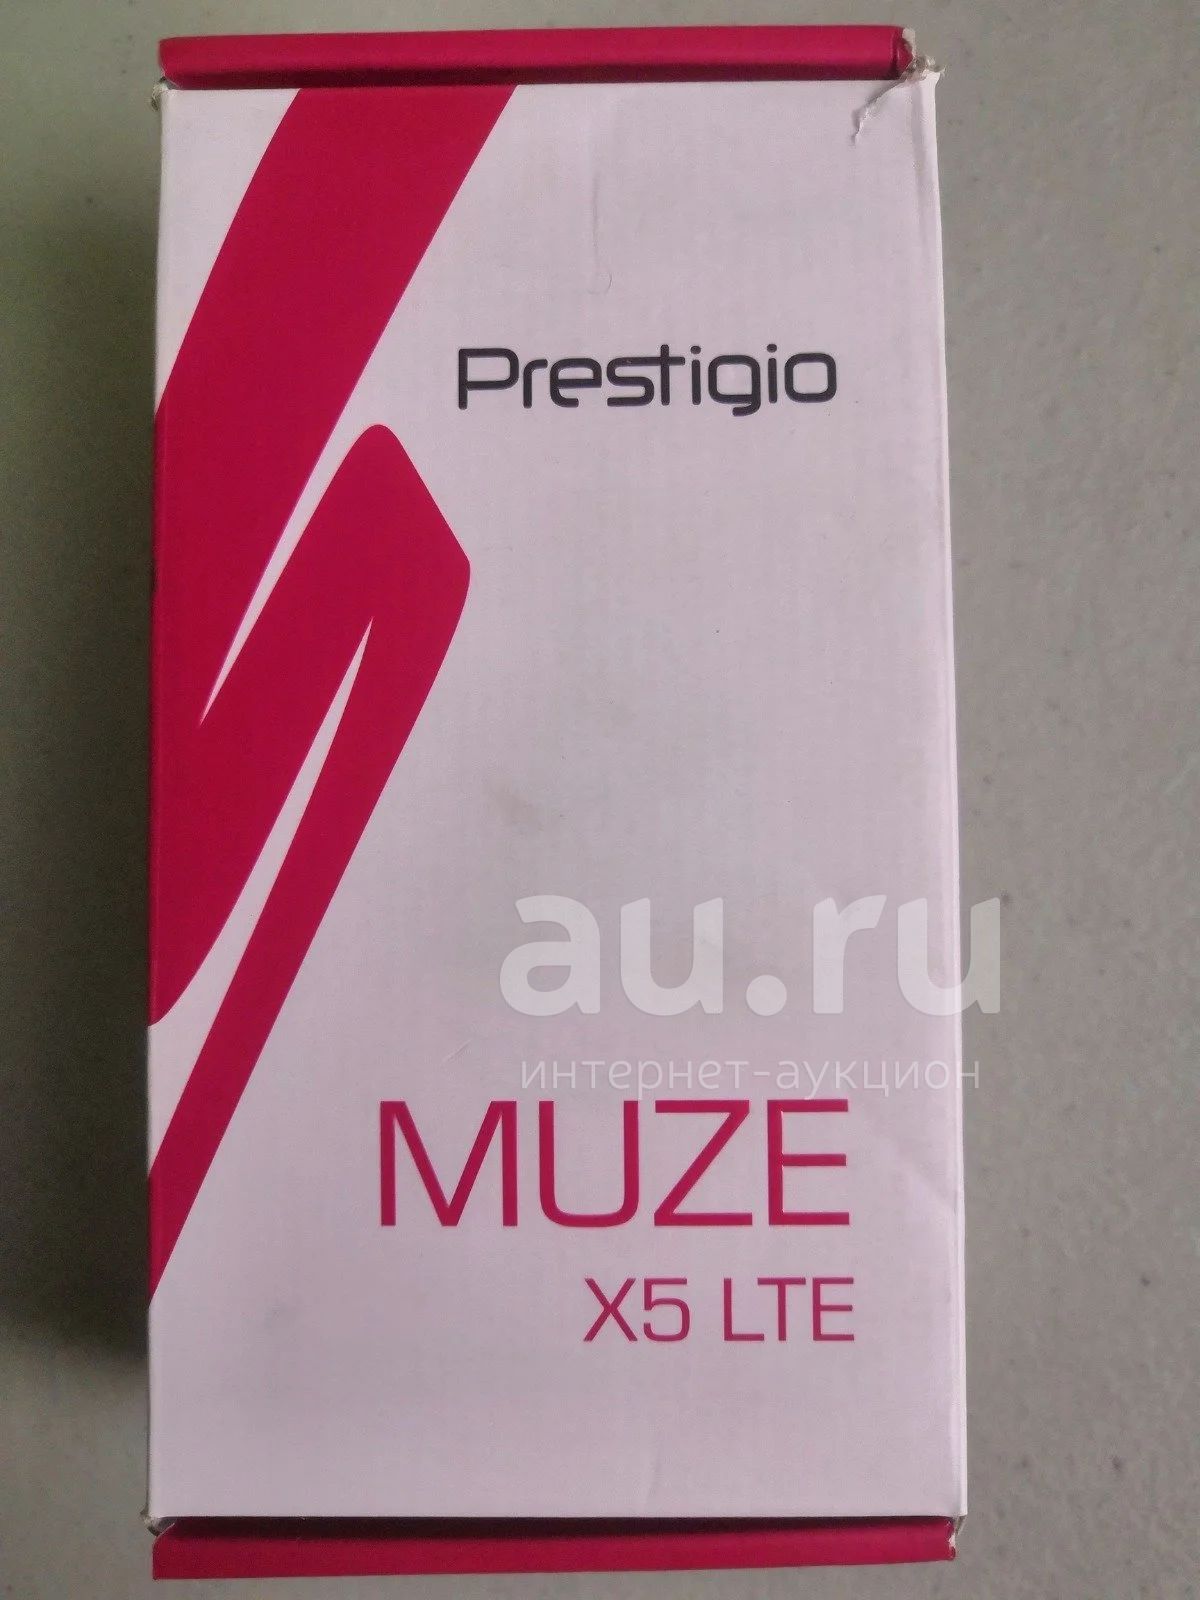 Prestigio
au.ru
интернет-аукцион
MUZE
X5 LTE